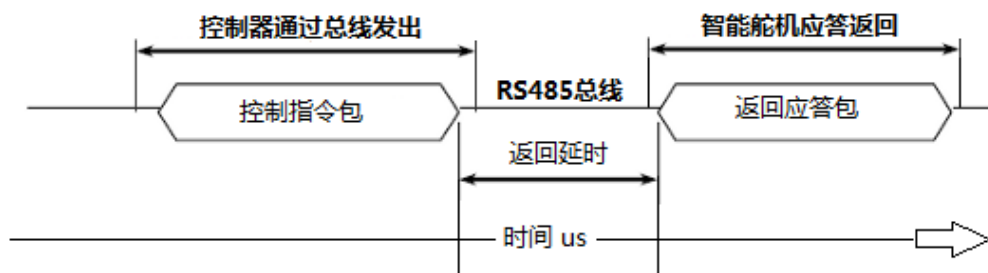 控制器通过总线发出
智能舵机应答返回
RS485总线
控制指令包
返回应答包
返回延时
时间 us